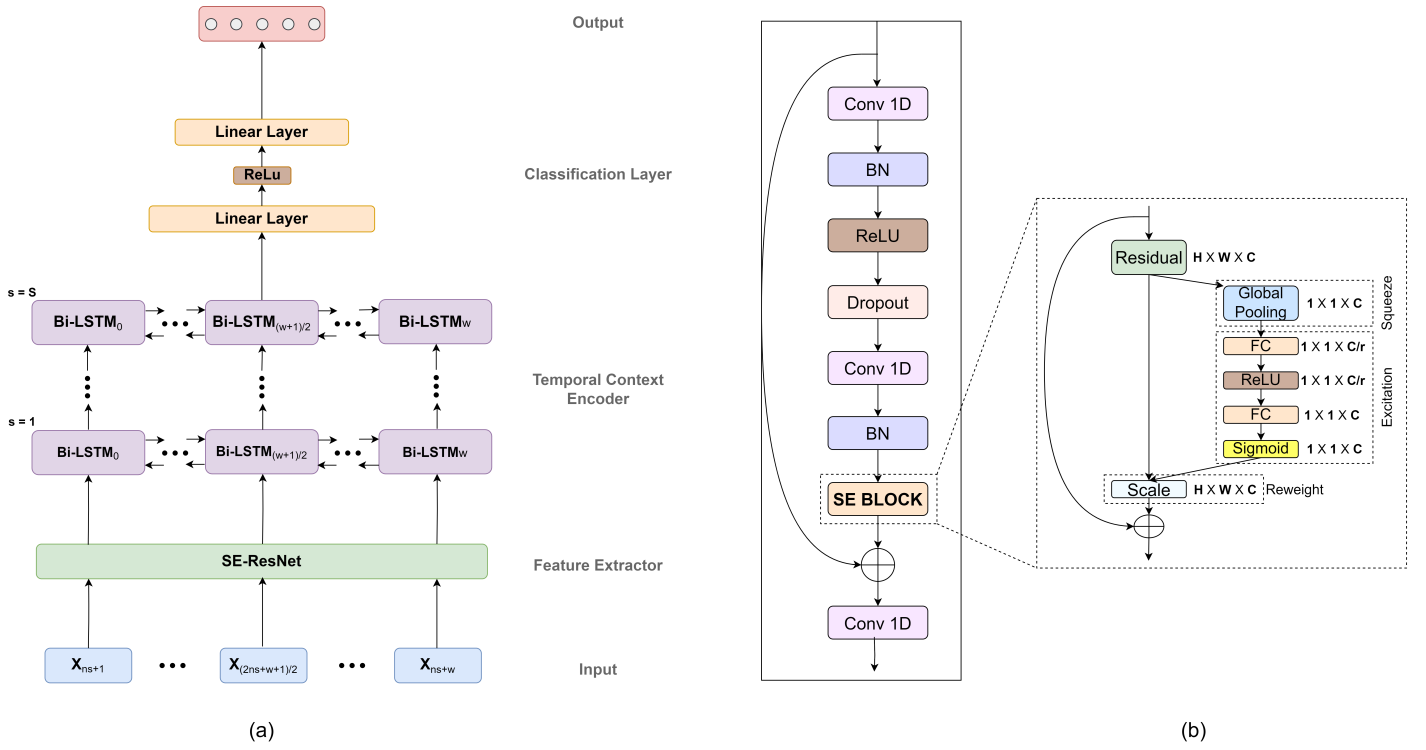 Output
Linear Layer
ReLu
Classification Layer
Linear Layer
s = S
Bi-LSTM0
Bi-LSTM(w+1)/2
Bi-LSTMw
Temporal Context
Encoder
s = 1
Bi-LSTM0
Bi-LSTM(w+1)/2
Bi-LSTMw
SE-ResNet
Feature Extractor
Xns+1
X(2ns+w+1)/2
Xns+w
Input
(a)
Conv 1D
BN
ReLU
Dropout
Conv 1D
BN
SE BLOCK
Conv 1D
Residual
H X W X C
Global
Pooling
1 X 1 X C
Squeeze
FC
1 X 1 X C/r
ReLU
1 X 1 X C/r
FC
1 X 1 X C
Sigmoid
1 X 1 X C
Excitation
Scale
H X W X C
Reweight
(b)